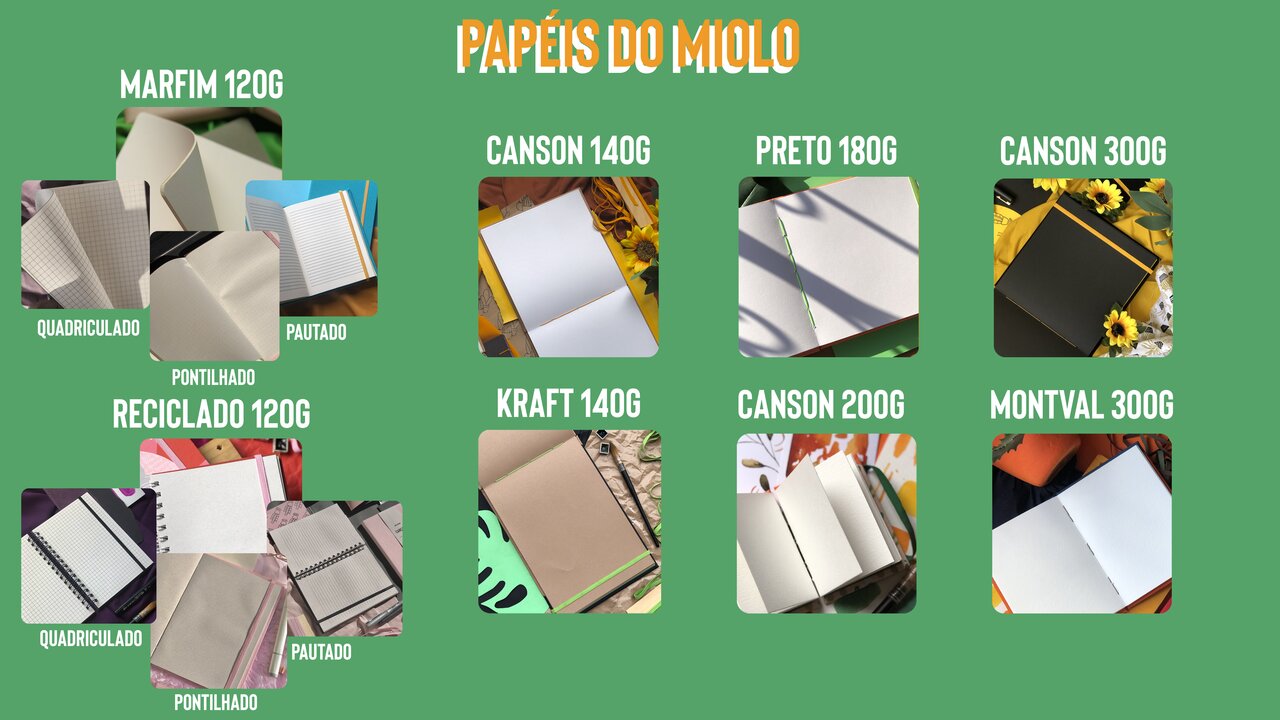 PAPÉIS DO MIOLO
MARFIM 120G
QUADRICULADO
PONTILHADO
PAUTADO
RECICLADO 120G
QUADRICULADO
PONTILHADO
PAUTADO
CANSON 140G
PRETO 180G
CANSON 300G
KRAFT 140G
CANSON 200G
MONTVAL 300G